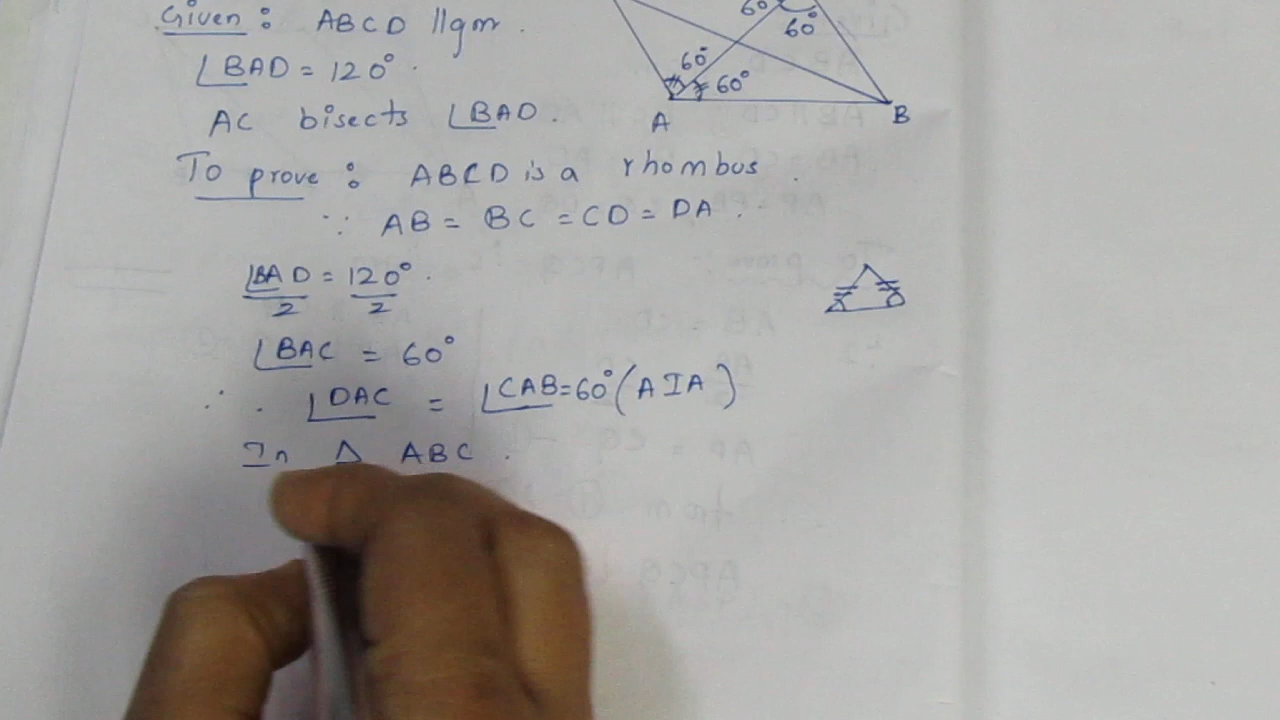 Given : ABCD llgm.
60 60°
∠BAD = 120°.
60° 60°
AC bisects ∠BAD.
A B
To prove : ABCD is a rhombus.
∵ AB = BC = CD = DA.
∠BAD/2 = 120°/2.
∠BAC = 60°
∴ ∠DAC = ∠CAB = 60° (AIA)
In Δ ABC.